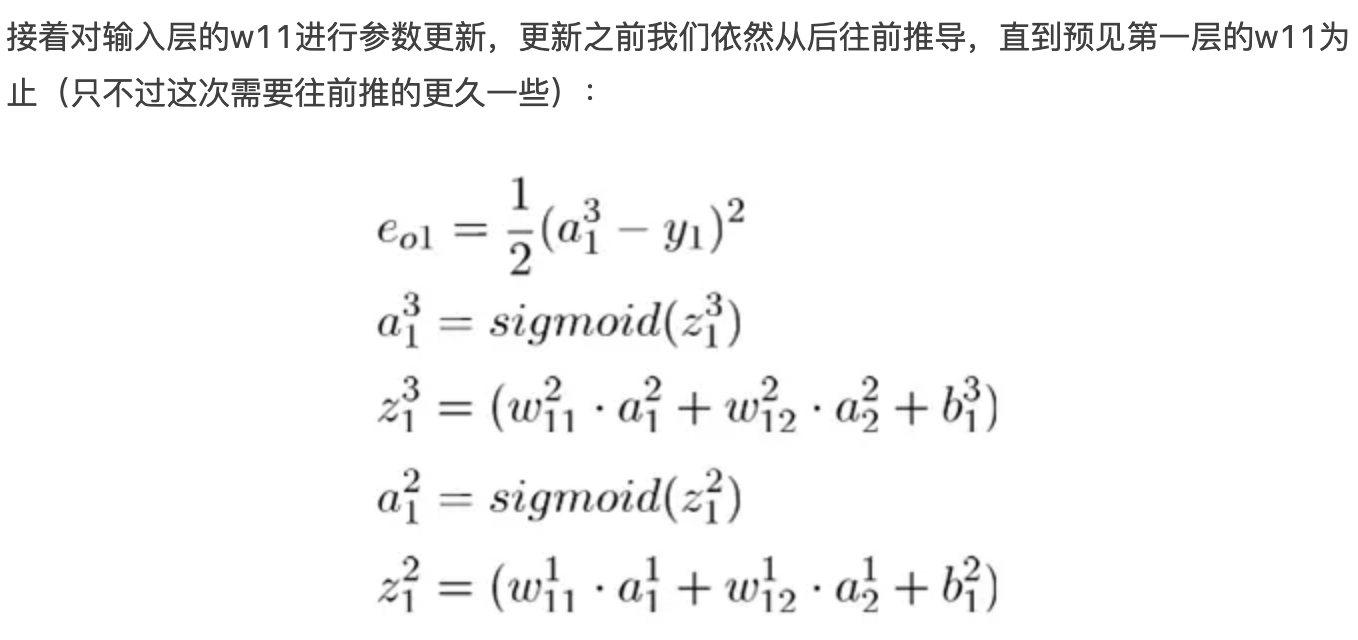 接着对输入层的w11进行参数更新，更新之前我们依然从后往前推导，直到预见第一层的w11为
止（只不过这次需要往前推的更久一些）：
e_{o1} = \frac{1}{2}(a_1^3 - y_1)^2
a_1^3 = sigmoid(z_1^3)
z_1^3 = (w_{11}^2 \cdot a_1^2 + w_{12}^2 \cdot a_2^2 + b_1^3)
a_1^2 = sigmoid(z_1^2)
z_1^2 = (w_{11}^1 \cdot a_1^1 + w_{12}^1 \cdot a_2^1 + b_1^2)